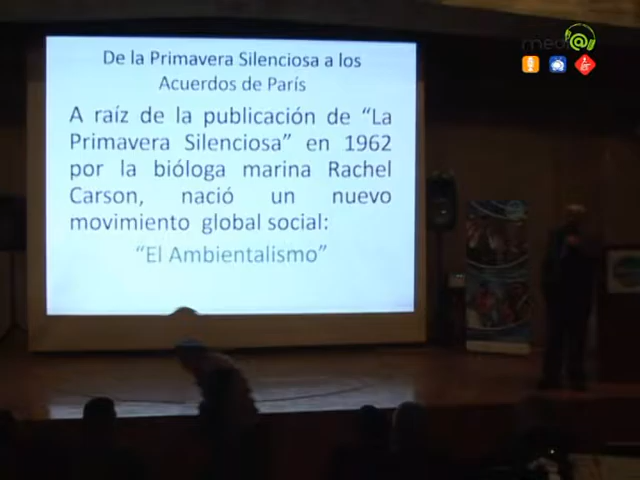 De la Primavera Silenciosa a los
Acuerdos de París
A raíz de la publicación de “La
Primavera Silenciosa” en 1962
por la bióloga marina Rachel
Carson, nació un nuevo
movimiento global social:
“El Ambientalismo”
medi@